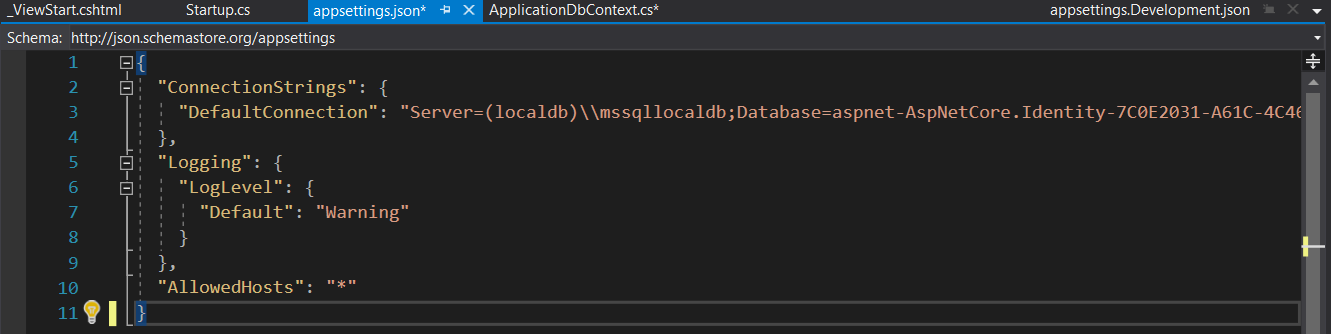 _ViewStart.cshtml Startup.cs appsettings.json* ApplicationDbContext.cs* appsettings.Development.json
Schema: http://json.schemastore.org/appsettings
1 {
2 "ConnectionStrings": {
3 "DefaultConnection": "Server=(localdb)\\mssqllocaldb;Database=aspnet-AspNetCore.Identity-7C0E2031-A61C-4C46
4 },
5 "Logging": {
6 "LogLevel": {
7 "Default": "Warning"
8 }
9 },
10 "AllowedHosts": "*"
11 }